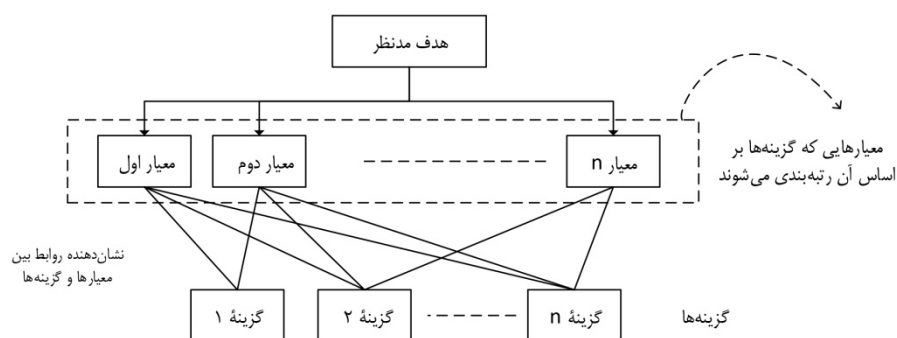 هدف مدنظر
معیار اول
معیار دوم
معیار n
معیارهایی که گزینه‌ها بر
اساس آن رتبه‌بندی می‌شوند
نشان‌دهنده روابط بین
معیارها و گزینه‌ها
گزینهٔ ۱
گزینهٔ ۲
گزینهٔ n
گزینه‌ها